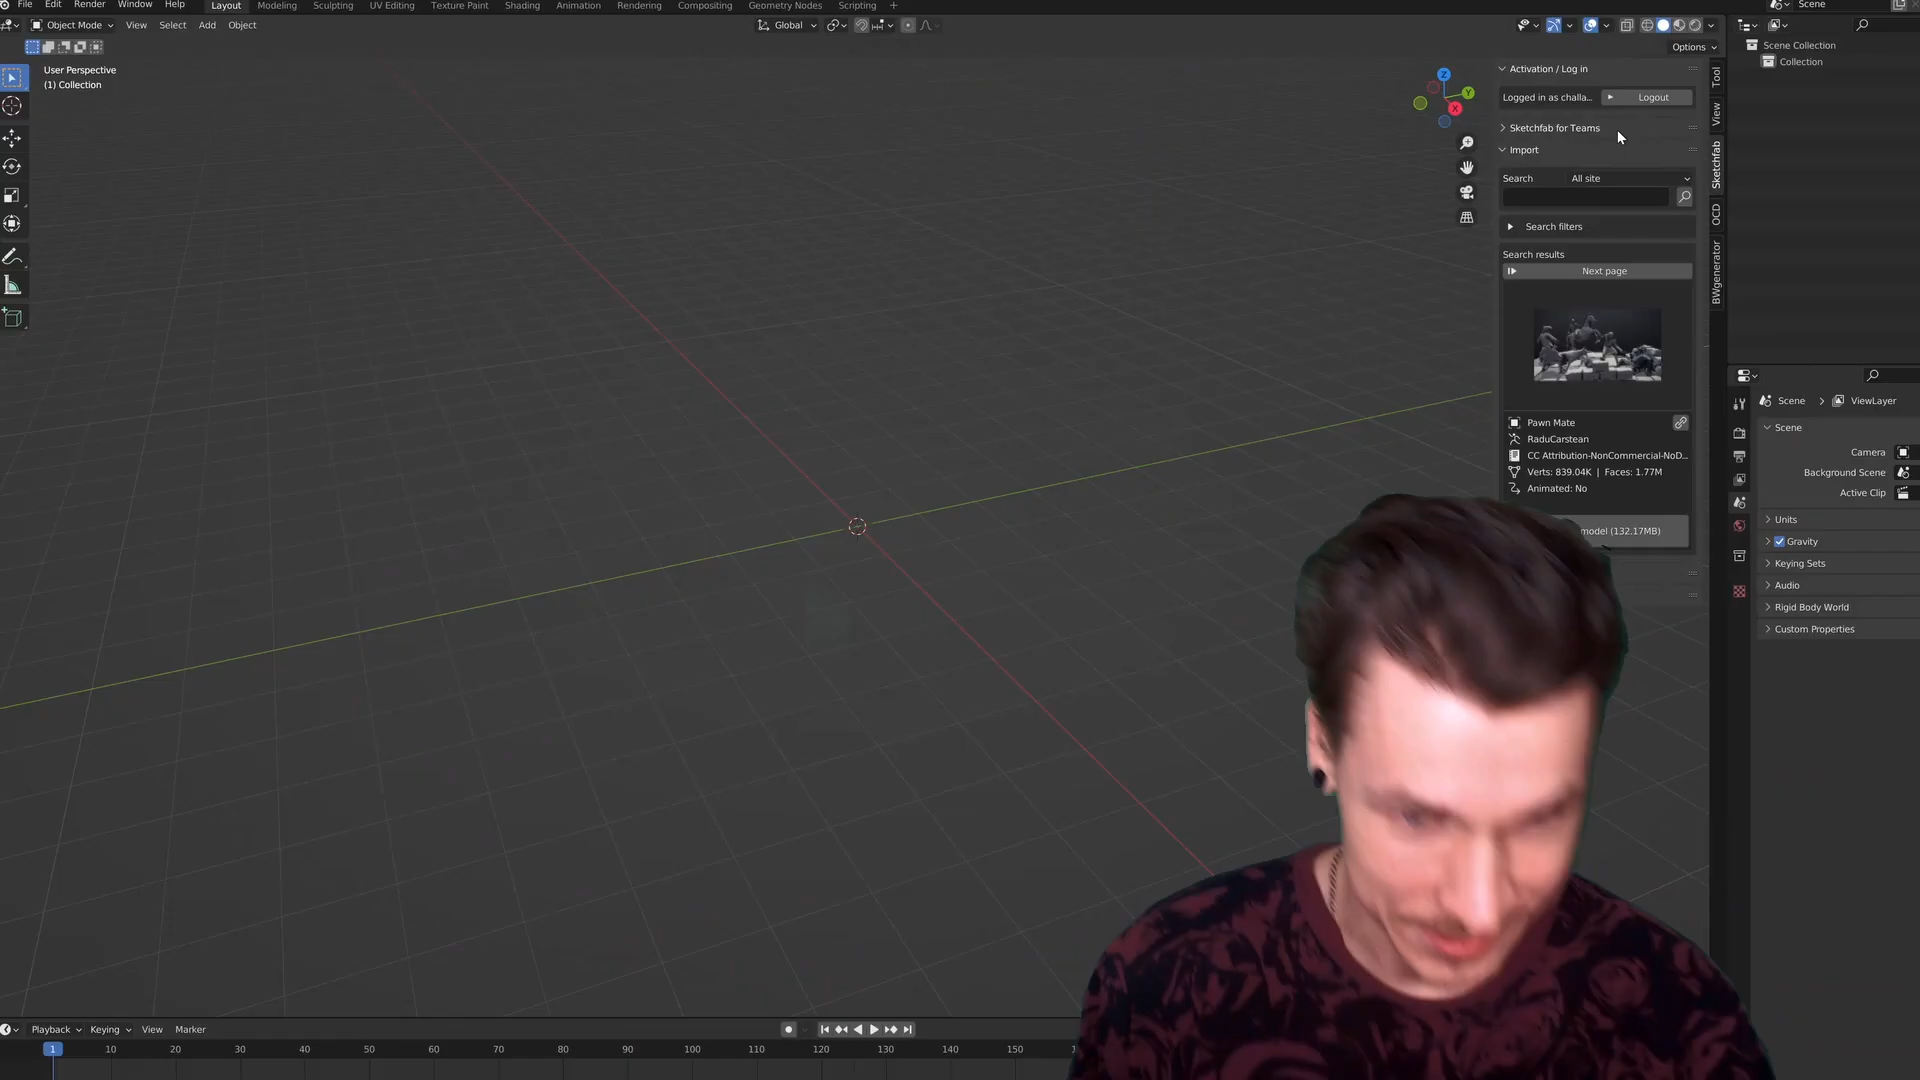 File Edit Render Window Help Layout Modeling Sculpting UV Editing Texture Paint Shading Animation Rendering Compositing Geometry Nodes Scripting + Scene
Object Mode View Select Add Object Global
Options
User Perspective
(1) Collection
Z
Y
X
Activation / Log in
Logged in as challa... Logout
Sketchfab for Teams
Import
Search All site
Search filters
Search results
Next page
Pawn Mate
RaduCarstean
CC Attribution-NonCommercial-NoD...
Verts: 839.04K | Faces: 1.77M
Animated: No
model (132.17MB)
Tool
View
Sketchfab
OCD
BWgenerator
Scene Collection
Collection
Scene > ViewLayer
Scene
Camera
Background Scene
Active Clip
Units
Gravity
Keying Sets
Audio
Rigid Body World
Custom Properties
Playback Keying View Marker
1 10 20 30 40 50 60 70 80 90 100 110 120 130 140 150